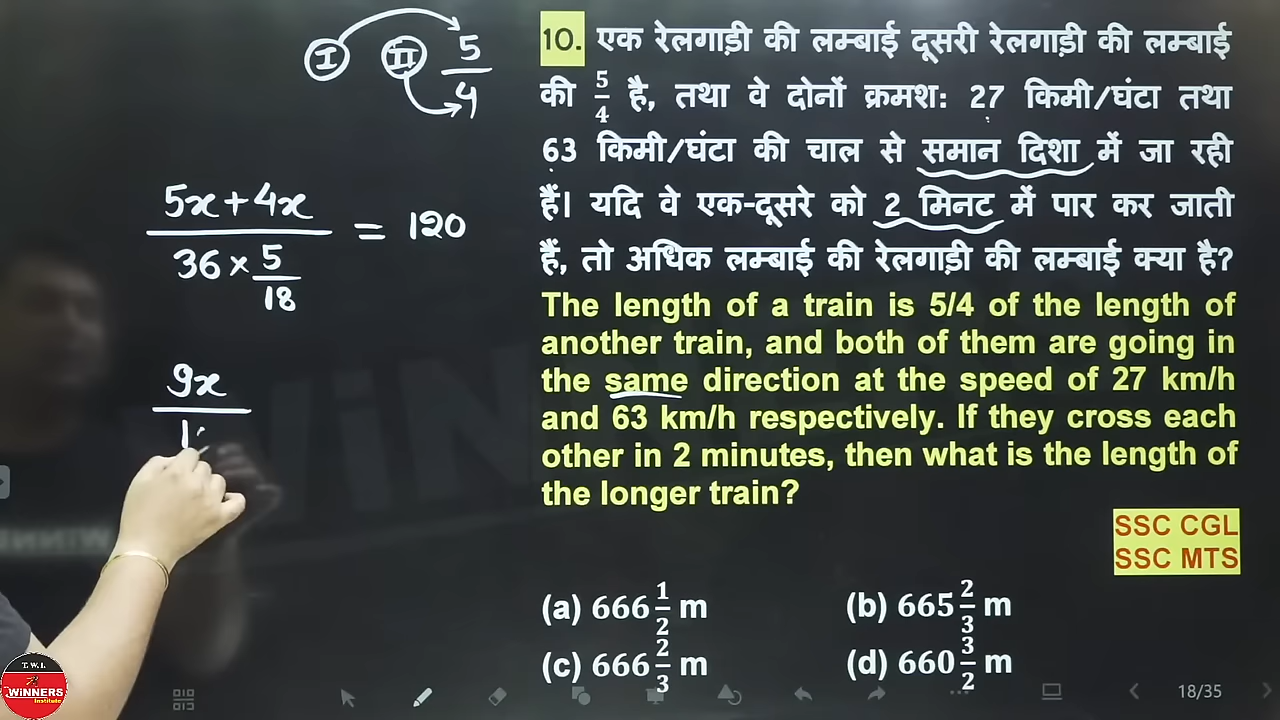 I II 5/4
(5x + 4x)/(36 × 5/18) = 120
9x
1
10. एक रेलगाड़ी की लम्बाई दूसरी रेलगाड़ी की लम्बाई
की 5/4 है, तथा वे दोनों क्रमश: 27 किमी/घंटा तथा
63 किमी/घंटा की चाल से समान दिशा में जा रही
हैं। यदि वे एक-दूसरे को 2 मिनट में पार कर जाती
हैं, तो अधिक लम्बाई की रेलगाड़ी की लम्बाई क्या है?
The length of a train is 5/4 of the length of
another train, and both of them are going in
the same direction at the speed of 27 km/h
and 63 km/h respectively. If they cross each
other in 2 minutes, then what is the length of
the longer train?
SSC CGL
SSC MTS
(a) 666 1/2 m (b) 665 2/3 m
(c) 666 2/3 m (d) 660 3/2 m
T.W.I.
WINNERS
Institute
18/35